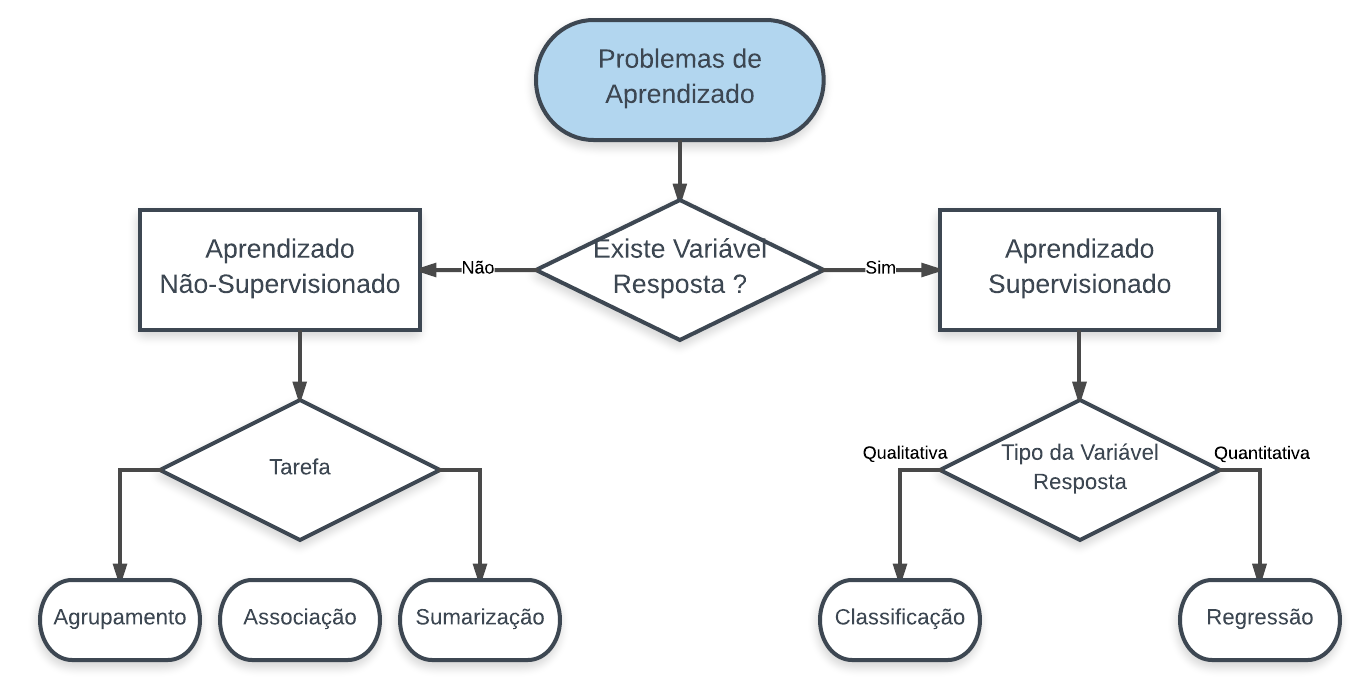 Problemas de
Aprendizado
Existe Variável
Resposta ?
Não
Sim
Aprendizado
Não-Supervisionado
Aprendizado
Supervisionado
Tarefa
Qualitativa
Tipo da Variável
Resposta
Quantitativa
Agrupamento
Associação
Sumarização
Classificação
Regressão